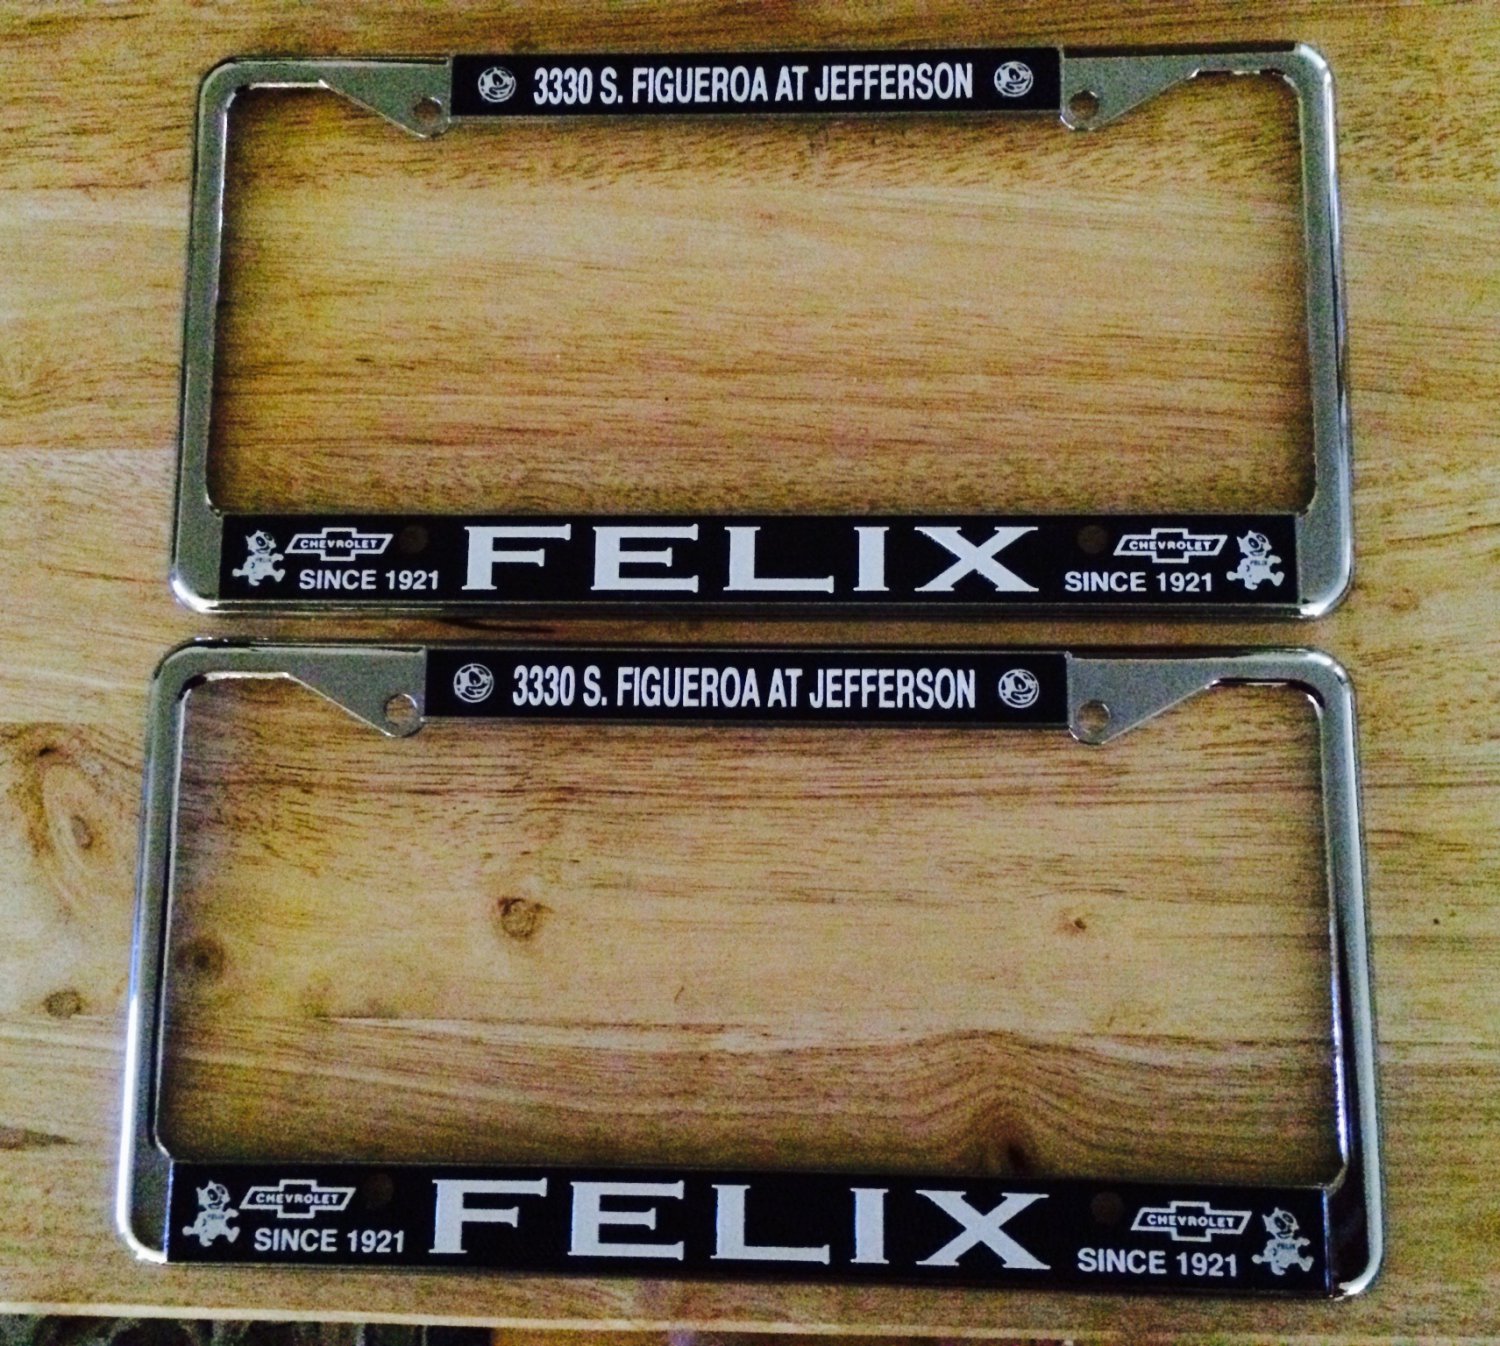 3330 S. FIGUEROA AT JEFFERSON
CHEVROLET FELIX CHEVROLET
SINCE 1921 SINCE 1921
3330 S. FIGUEROA AT JEFFERSON
CHEVROLET FELIX CHEVROLET
SINCE 1921 SINCE 1921